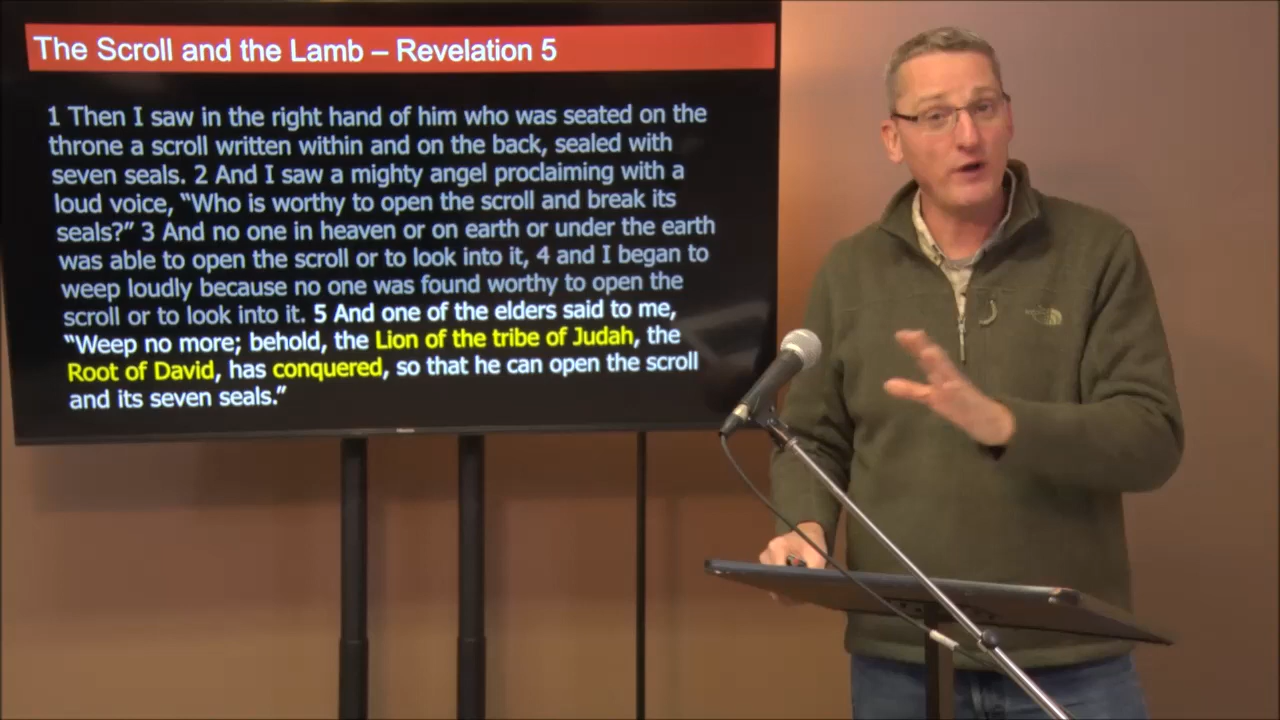 The Scroll and the Lamb – Revelation 5
1 Then I saw in the right hand of him who was seated on the
throne a scroll written within and on the back, sealed with
seven seals. 2 And I saw a mighty angel proclaiming with a
loud voice, “Who is worthy to open the scroll and break its
seals?” 3 And no one in heaven or on earth or under the earth
was able to open the scroll or to look into it, 4 and I began to
weep loudly because no one was found worthy to open the
scroll or to look into it. 5 And one of the elders said to me,
“Weep no more; behold, the Lion of the tribe of Judah, the
Root of David, has conquered, so that he can open the scroll
and its seven seals.”